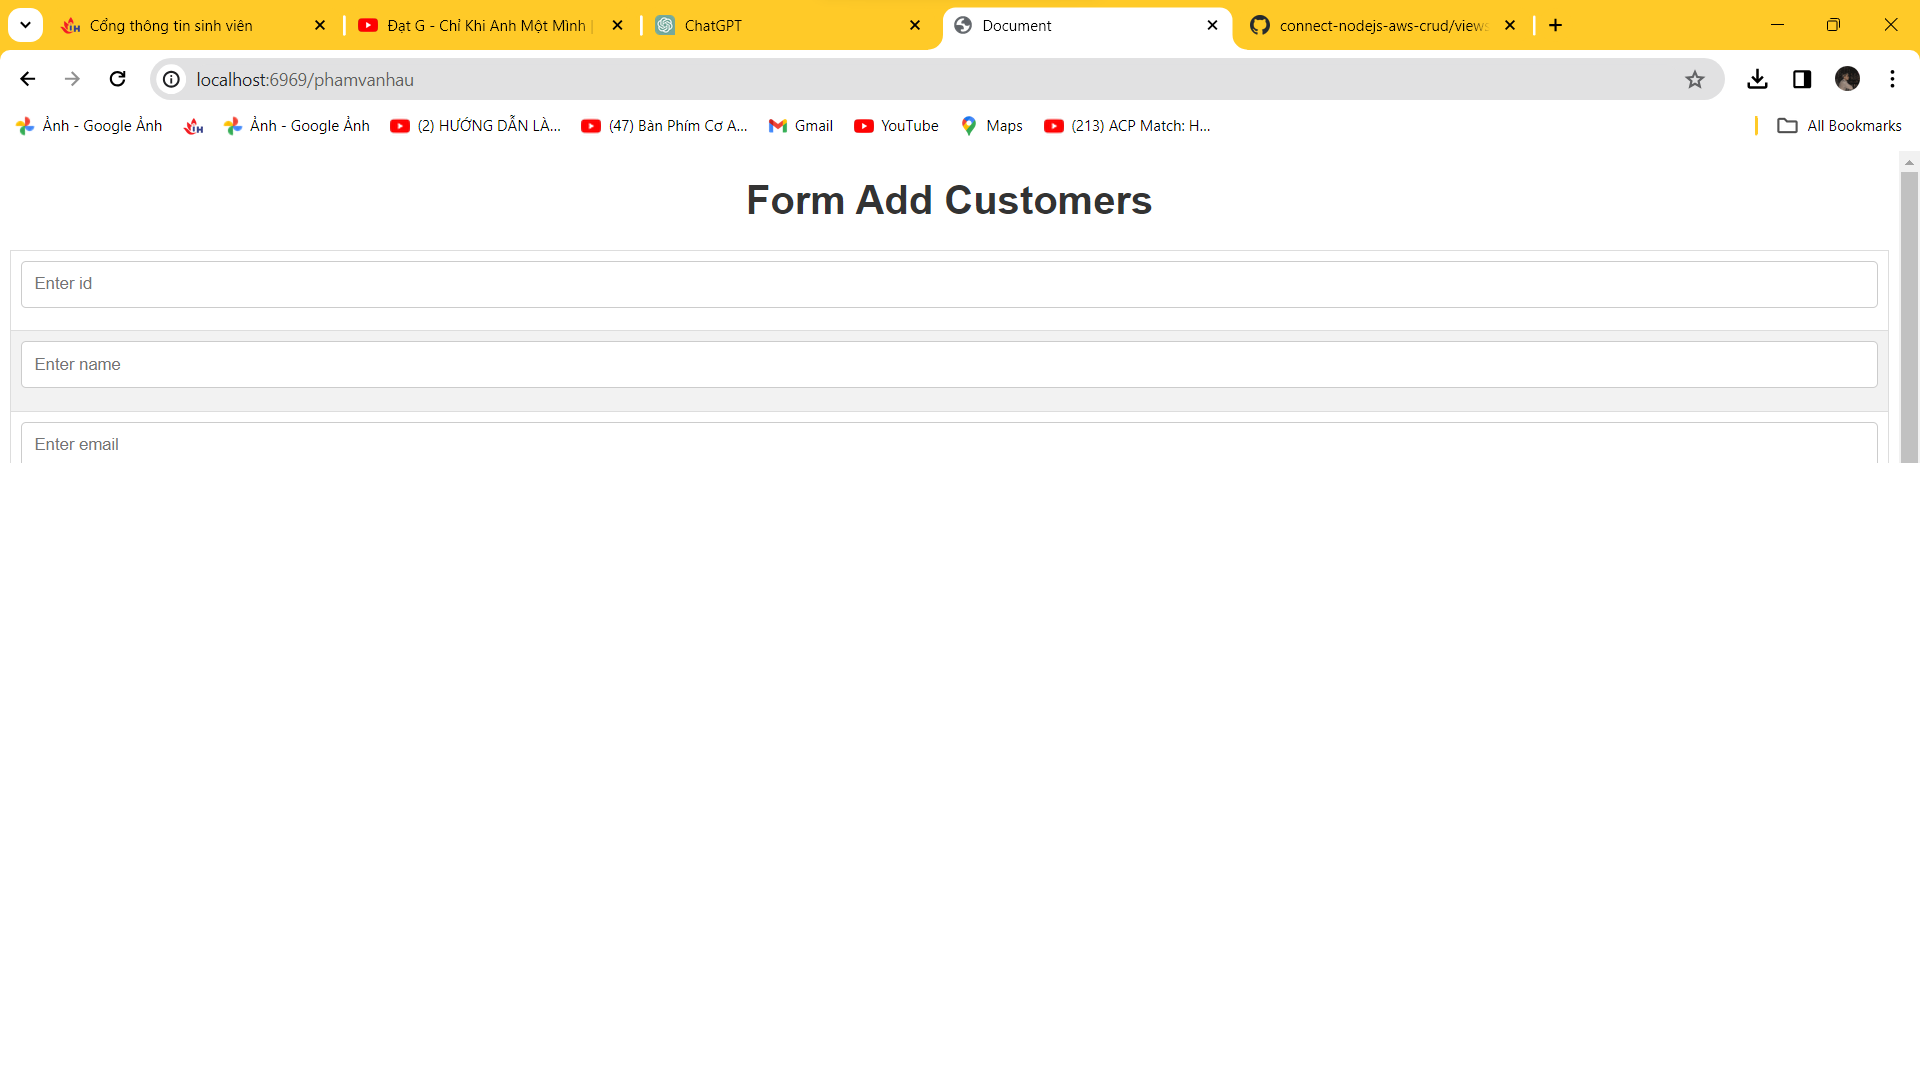 Cổng thông tin sinh viên
Đạt G - Chỉ Khi Anh Một Mình |
ChatGPT
Document
connect-nodejs-aws-crud/views
localhost:6969/phamvanhau
Ảnh - Google Ảnh
Ảnh - Google Ảnh
(2) HƯỚNG DẪN LÀ...
(47) Bàn Phím Cơ A...
Gmail
YouTube
Maps
(213) ACP Match: H...
All Bookmarks
Form Add Customers
Enter id
Enter name
Enter email